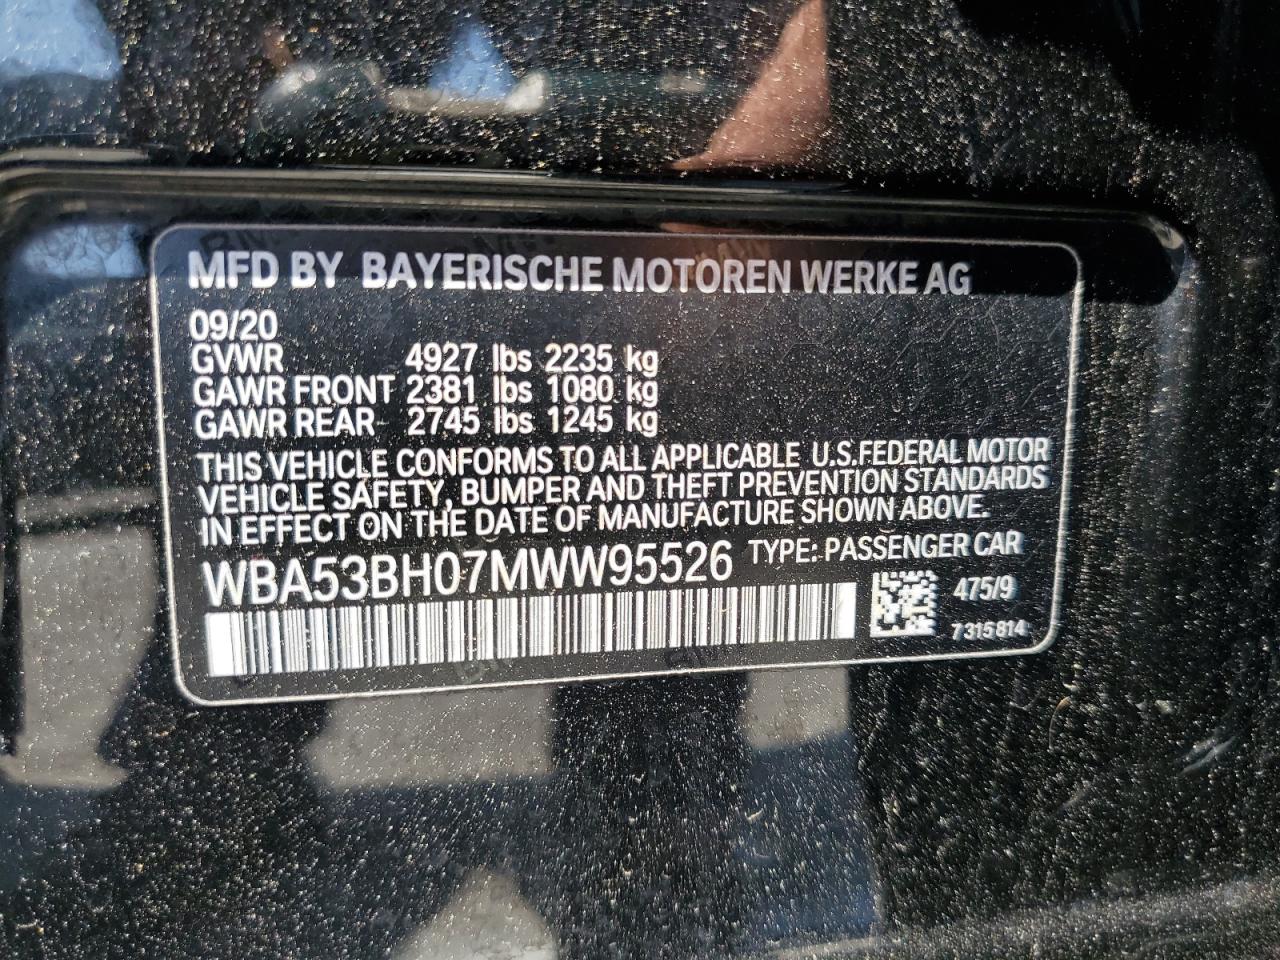 MFD BY BAYERISCHE MOTOREN WERKE AG
09/20
GVWR 4927 lbs 2235 kg
GAWR FRONT 2381 lbs 1080 kg
GAWR REAR 2745 lbs 1245 kg
THIS VEHICLE CONFORMS TO ALL APPLICABLE U.S.FEDERAL MOTOR
VEHICLE SAFETY, BUMPER AND THEFT PREVENTION STANDARDS
IN EFFECT ON THE DATE OF MANUFACTURE SHOWN ABOVE.
WBA53BH07MWW95526 TYPE: PASSENGER CAR
475/9
7315814